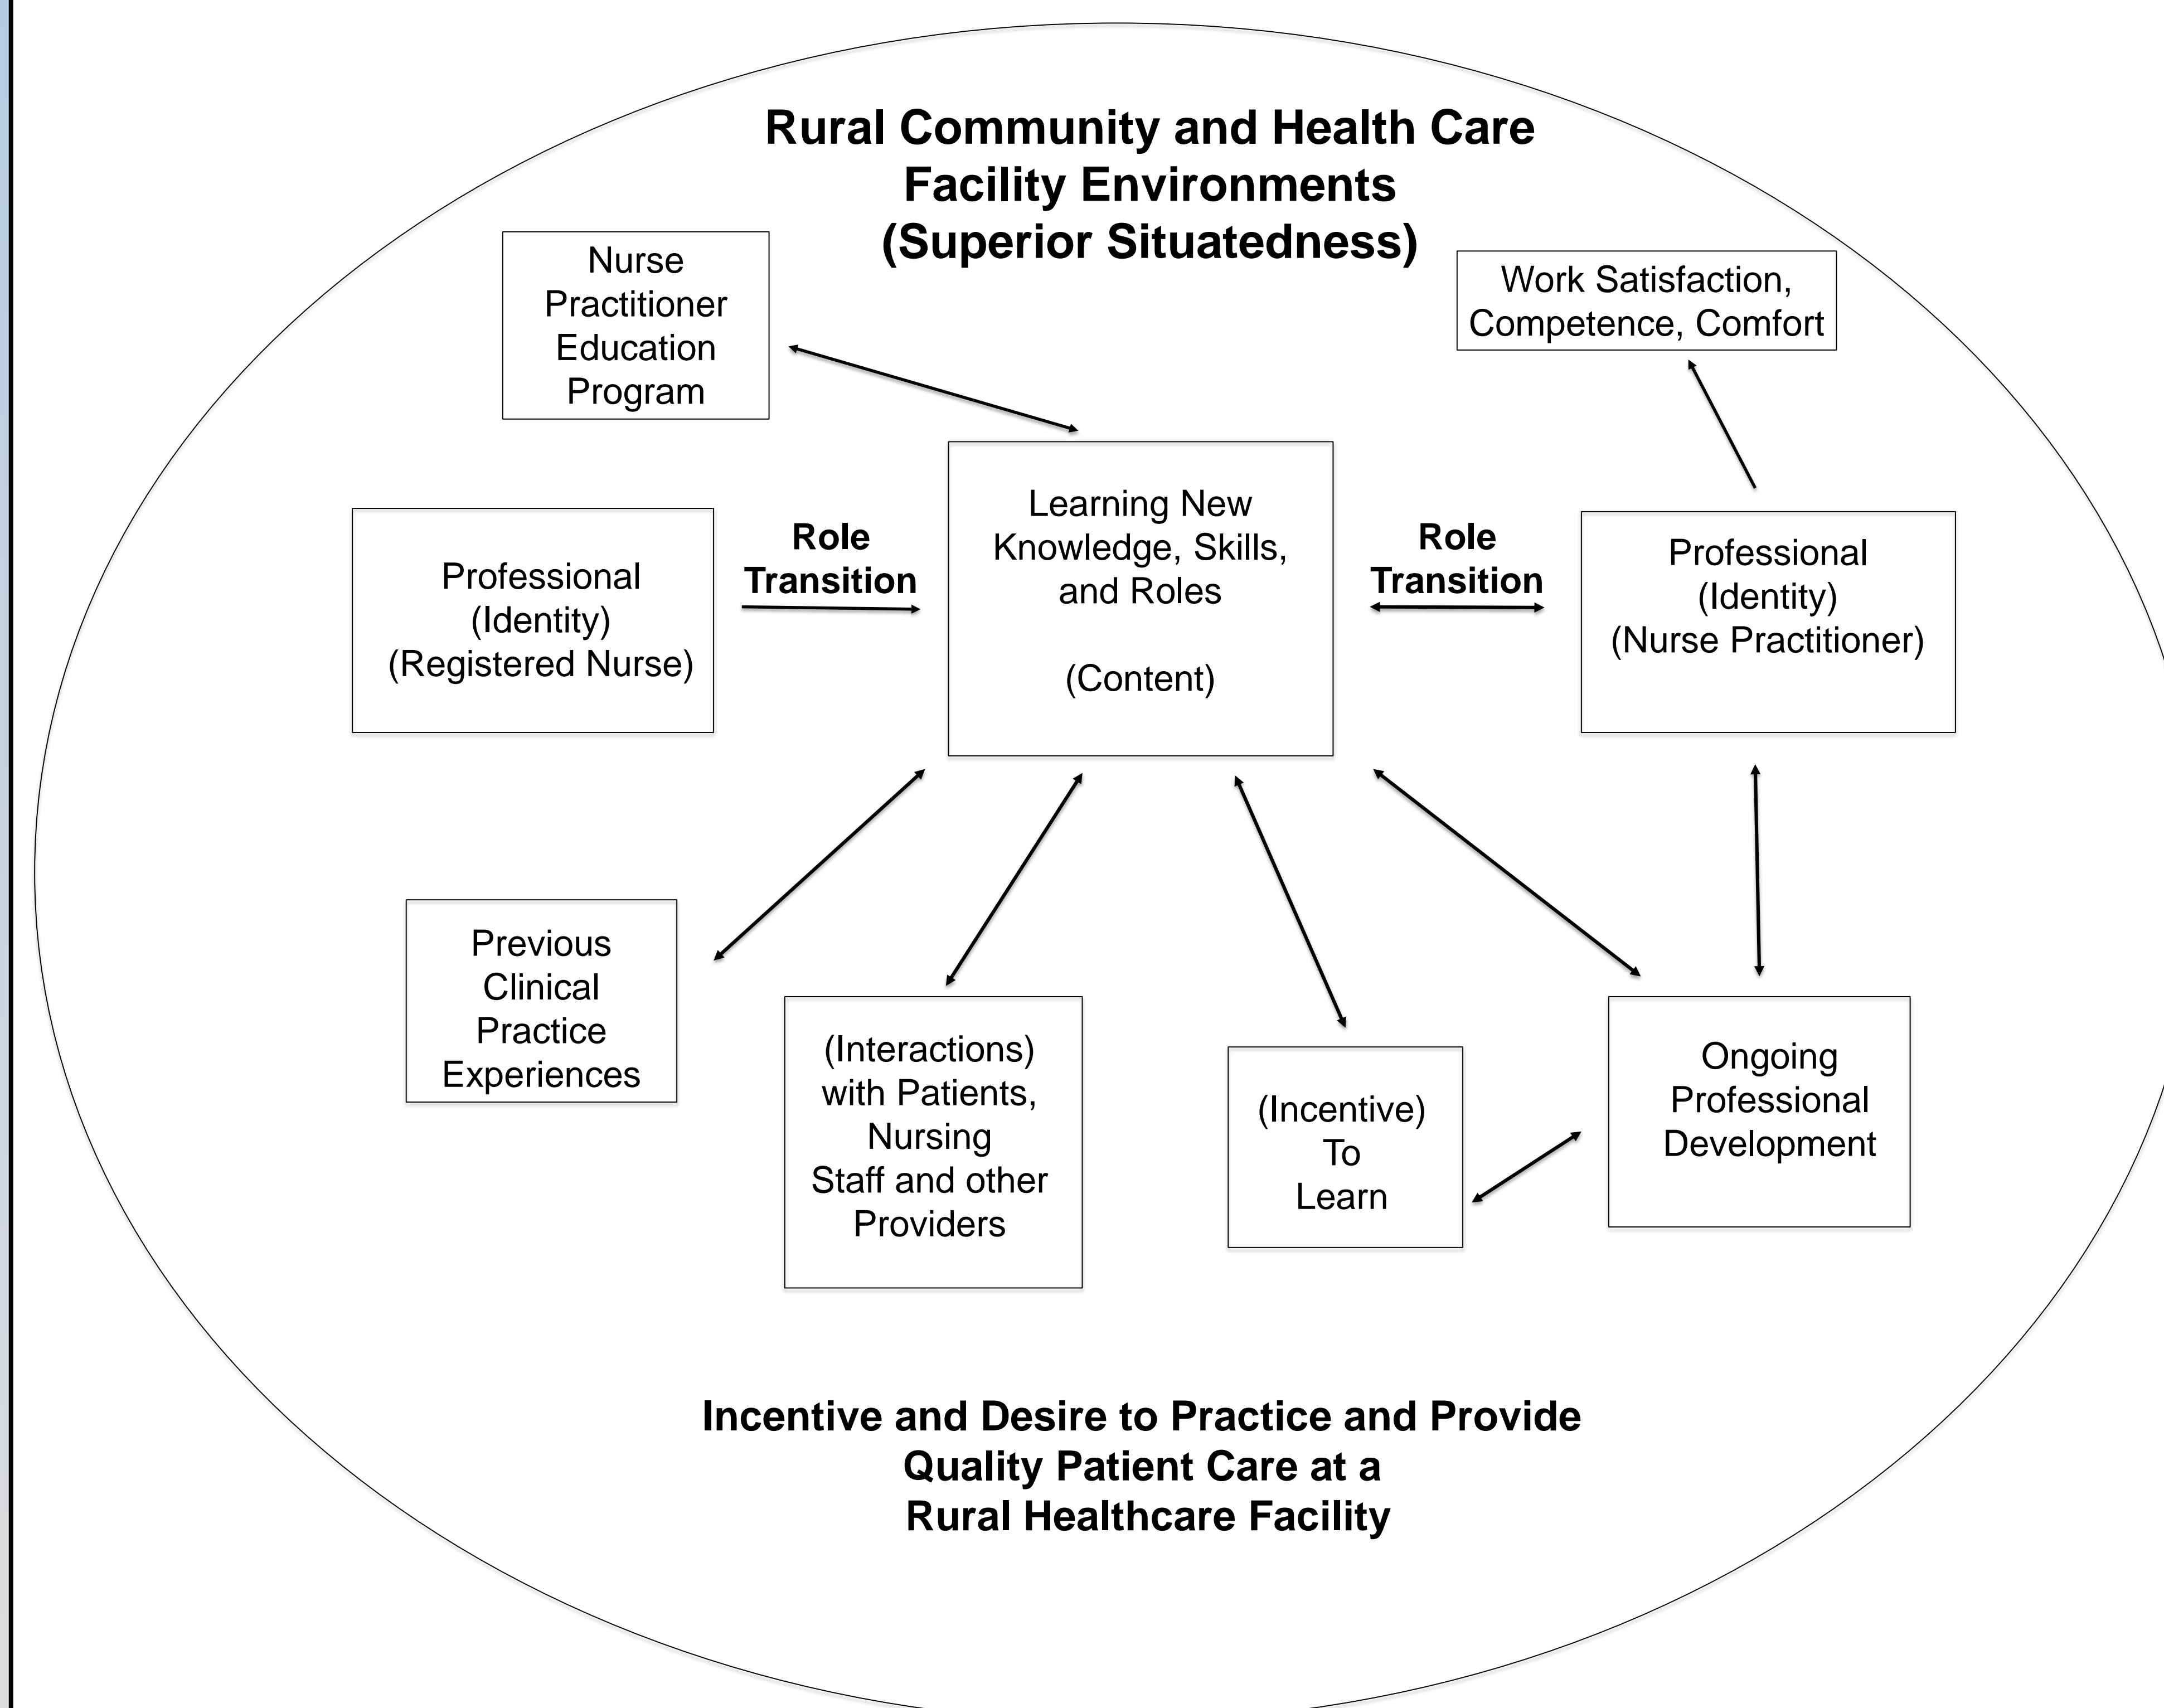 Rural Community and Health Care
Facility Environments
(Superior Situatedness)
Nurse
Practitioner
Education
Program
Work Satisfaction,
Competence, Comfort
Professional
(Identity)
(Registered Nurse)
Role
Transition
Learning New
Knowledge, Skills,
and Roles
(Content)
Role
Transition
Professional
(Identity)
(Nurse Practitioner)
Previous
Clinical
Practice
Experiences
(Interactions)
with Patients,
Nursing
Staff and other
Providers
(Incentive)
To
Learn
Ongoing
Professional
Development
Incentive and Desire to Practice and Provide
Quality Patient Care at a
Rural Healthcare Facility